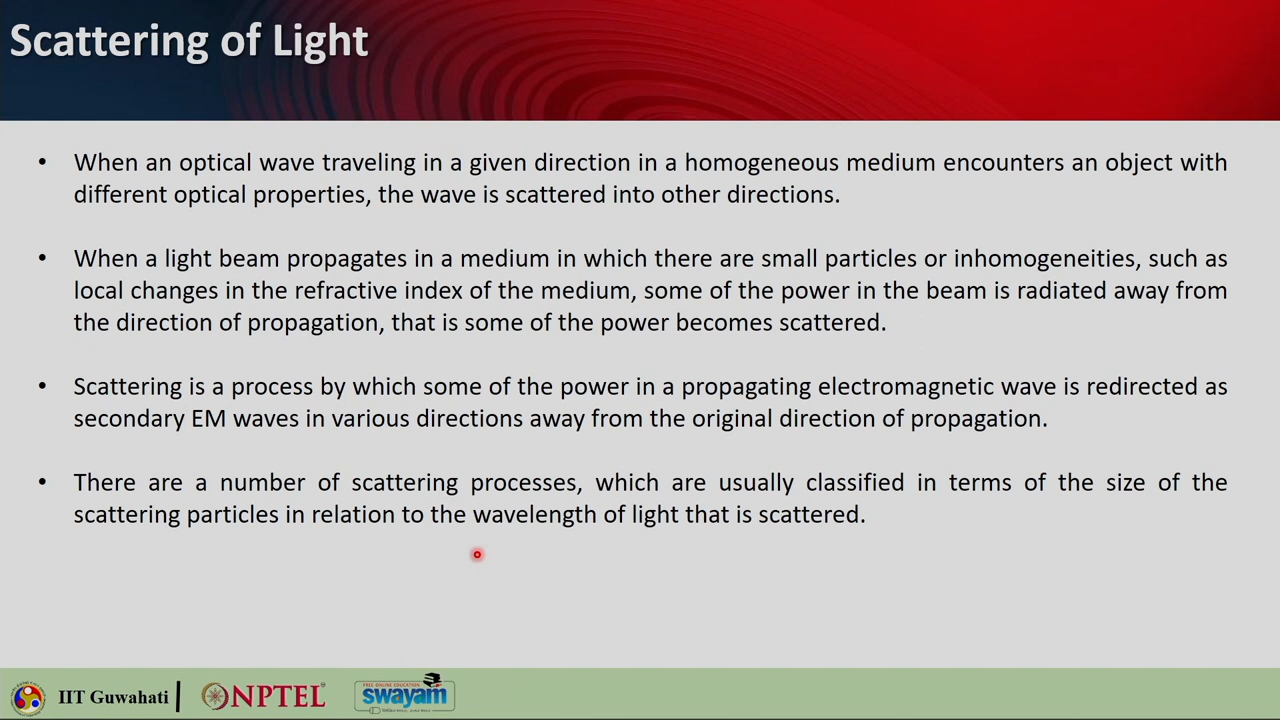 Scattering of Light
• When an optical wave traveling in a given direction in a homogeneous medium encounters an object with
different optical properties, the wave is scattered into other directions.
• When a light beam propagates in a medium in which there are small particles or inhomogeneities, such as
local changes in the refractive index of the medium, some of the power in the beam is radiated away from
the direction of propagation, that is some of the power becomes scattered.
• Scattering is a process by which some of the power in a propagating electromagnetic wave is redirected as
secondary EM waves in various directions away from the original direction of propagation.
• There are a number of scattering processes, which are usually classified in terms of the size of the
scattering particles in relation to the wavelength of light that is scattered.
IIT Guwahati
NPTEL
FREE ONLINE EDUCATION
swayam